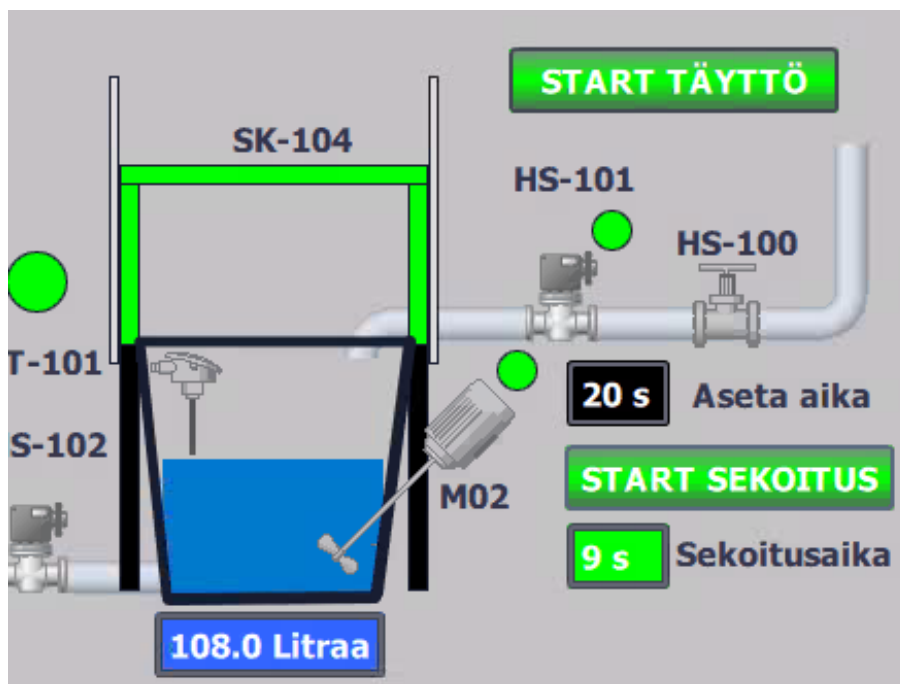 START TÄYTTÖ
SK-104
HS-101
HS-100
T-101
20 s
Aseta aika
S-102
START SEKOITUS
M02
9 s
Sekoitusaika
108.0 Litraa